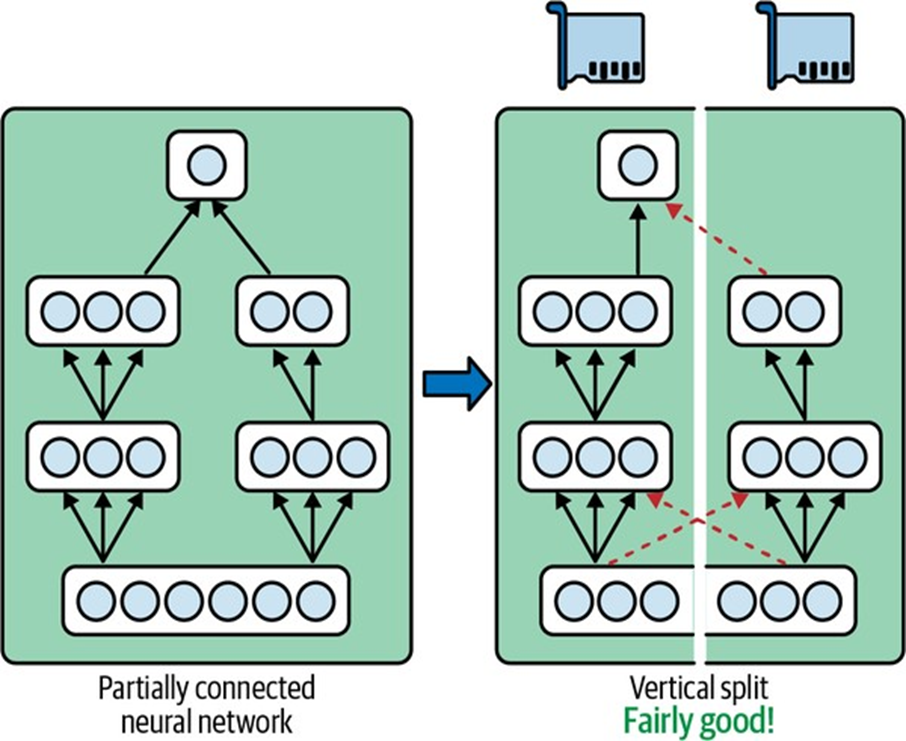 Partially connected
neural network
Vertical split
Fairly good!